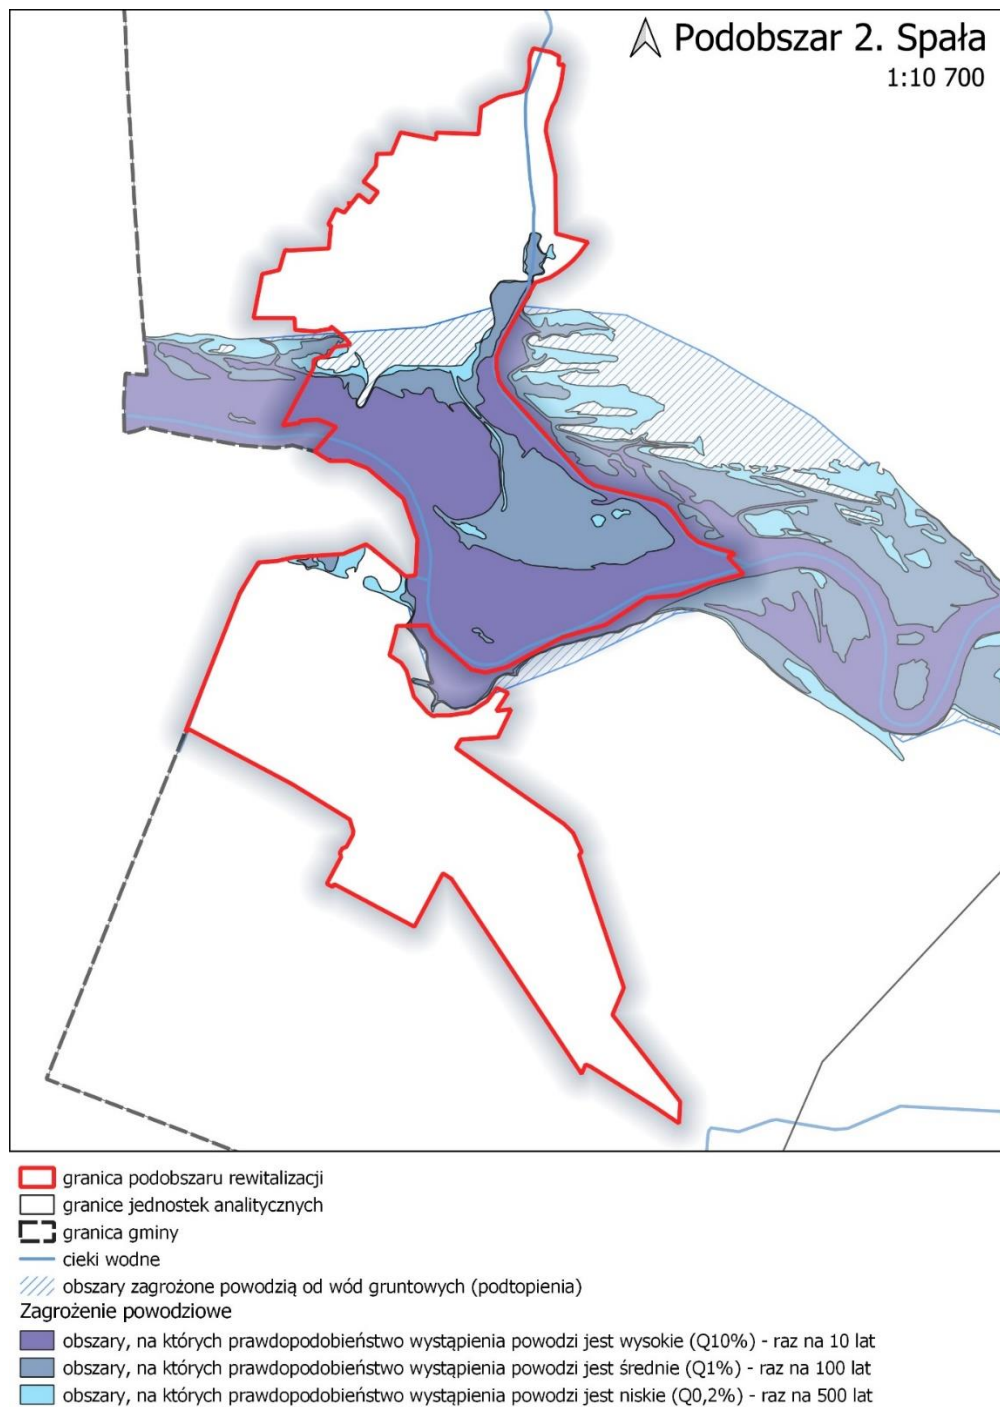 Podobszar 2. Spała
1:10 700
granica podobszaru rewitalizacji
granice jednostek analitycznych
granica gminy
cieki wodne
obszary zagrożone powodzią od wód gruntowych (podtopienia)
Zagrożenie powodziowe
obszary, na których prawdopodobieństwo wystąpienia powodzi jest wysokie (Q10%) - raz na 10 lat
obszary, na których prawdopodobieństwo wystąpienia powodzi jest średnie (Q1%) - raz na 100 lat
obszary, na których prawdopodobieństwo wystąpienia powodzi jest niskie (Q0,2%) - raz na 500 lat